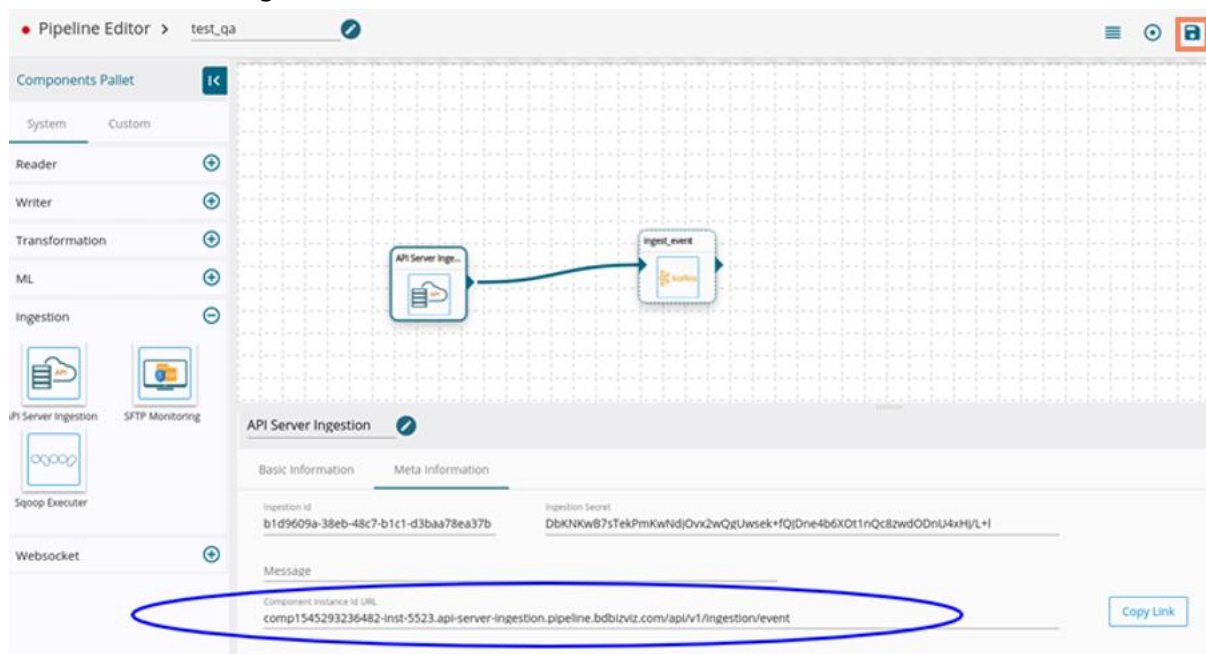 Pipeline Editor > test_qa
Components Pallet
System Custom
Reader
Writer
Transformation
ML
Ingestion
API Server Ingestion SFTP Monitoring
Sqoop Executer
Websocket
API Server Inge...
API
ingest_event
kafka
API Server Ingestion
Basic Information Meta Information
Ingestion Id Ingestion Secret
b1d9609a-38eb-48c7-b1c1-d3baa78ea37b DbKNKwB7sTekPmKwNdjOvx2wQgUwsek+fQJDne4b6XOt1nQc8zwdODnU4xHJ/L+l
Message
Component Instance Id URL
comp1545293236482-inst-5523.api-server-ingestion.pipeline.bdbizviz.com/api/v1/ingestion/event
Copy Link